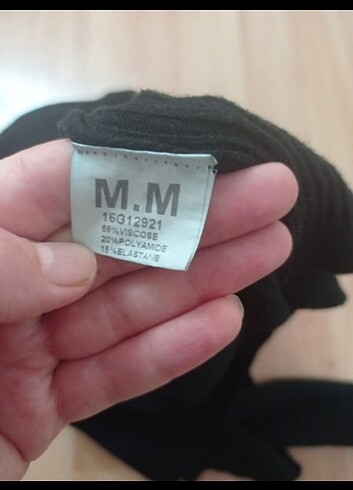 M.M
16G12921
65%VISCOSE
20%POLYAMIDE
15%ELASTANE